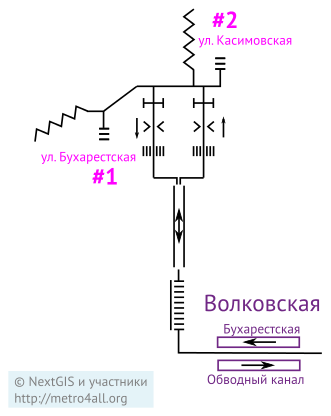 #2
ул. Касимовская
ул. Бухарестская
#1
Волковская
Бухарестская
Обводный канал
© NextGIS и участники
http://metro4all.org